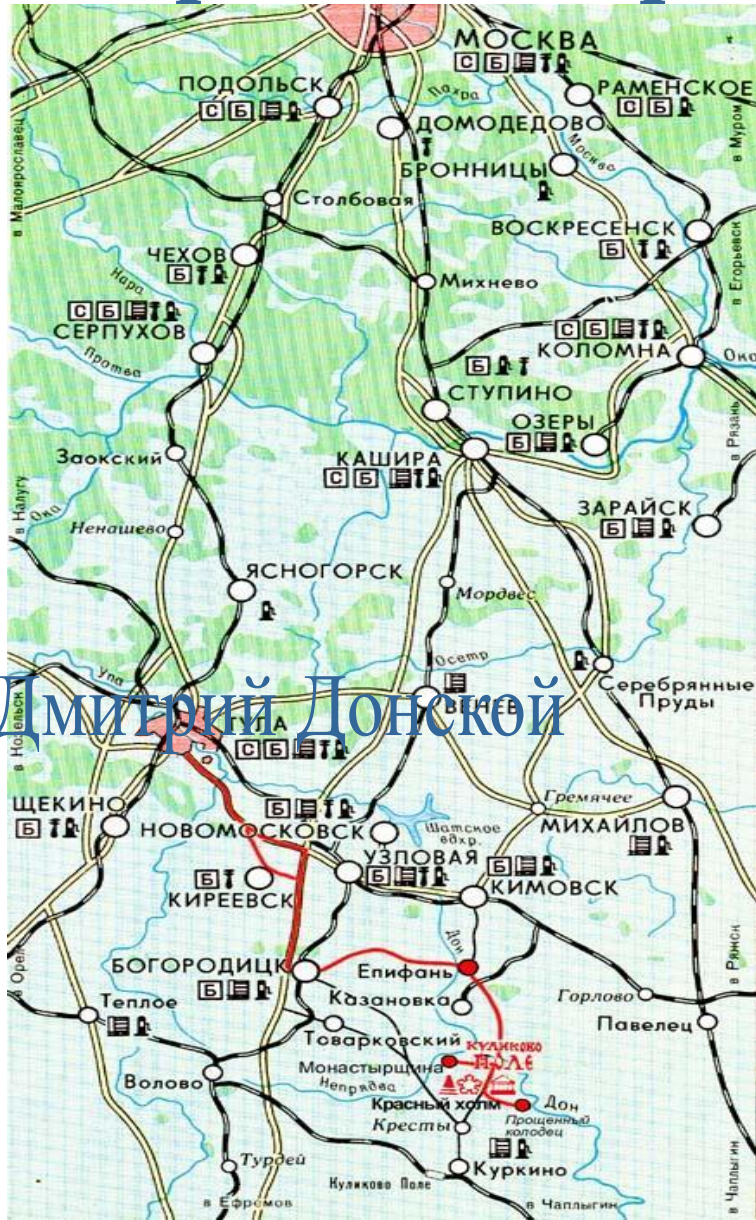 МОСКВА
С Б
ПОДОЛЬСК
С Б
Пахра
РАМЕНСКОЕ
С Б
ДОМОДЕДОВО
БРОННИЦЫ
Москва
в Муром
в Малоярославец
Столбовая
ВОСКРЕСЕНСК
Б
в Егорьевск
ЧЕХОВ
Б
Нара
Михнево
С Б
СЕРПУХОВ
Протва
С Б
КОЛОМНА
Ока
Б
СТУПИНО
ОЗЕРЫ
Б
в Рязань
Заокский
КАШИРА
С Б
в Калугу
Ока
Ненашево
ЗАРАЙСК
Б
ЯСНОГОРСК
Мордвес
Осетр
Упа
Серебрянные
Пруды
ВЕНЕВ
Дмитрий Донской
ТУЛА
С Б
в Козельск
Гремячее
ЩЕКИНО
Б
Б
НОВОМОСКОВСК
Шатское
вдхр.
МИХАЙЛОВ
УЗЛОВАЯ
Б
Б
КИМОВСК
Б
КИРЕЕВСК
Дон
в Орел
в Ряжск
БОГОРОДИЦК
Б
Епифань
Казановка
Горлово
Теплое
Павелец
Товарковский
КУЛИКОВО
ПОЛЕ
Монастырщина
Непрядва
Волово
Красный холм
Дон
Прощенный
колодец
Кресты
Турдей
Куркино
Куликово Поле
в Ефремов
в Чаплыгин
в Чаплыгин